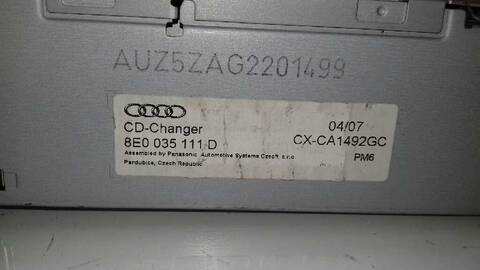 AUZ5ZAG2201499
CD-Changer 04/07
8E0 035 111 D CX-CA1492GC
Assembled by Panasonic Automotive Systems Czech, s.r.o PM6
Pardubice, Czech Republic